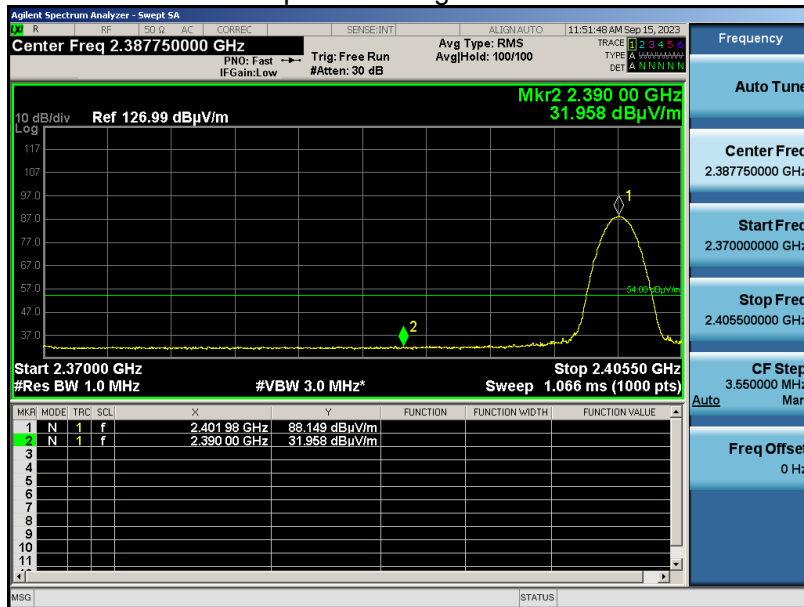 Agilent Spectrum Analyzer - Swept SA
LXI R RF 50 Ω AC CORREC SENSE:INT ALIGN AUTO 11:51:48 AM Sep 15, 2023
Center Freq 2.387750000 GHz
PNO: Fast
IFGain:Low
Trig: Free Run
#Atten: 30 dB
Avg Type: RMS
Avg|Hold: 100/100
TRACE 1 2 3 4 5 6
TYPE A WWWWW
DET A N N N N N
Mkr2 2.390 00 GHz
31.958 dBµV/m
10 dB/div Ref 126.99 dBµV/m
Log
117
107
97.0
87.0
77.0
67.0
57.0
47.0
37.0
1
54.00 dBµV/m
2
Start 2.37000 GHz Stop 2.40550 GHz
#Res BW 1.0 MHz #VBW 3.0 MHz* Sweep 1.066 ms (1000 pts)
MKR MODE TRC SCL X Y FUNCTION FUNCTION WIDTH FUNCTION VALUE
1 N 1 f 2.401 98 GHz 88.149 dBµV/m
2 N 1 f 2.390 00 GHz 31.958 dBµV/m
3
4
5
6
7
8
9
10
11
MSG STATUS
Frequency
Auto Tune
Center Freq
2.387750000 GHz
Start Freq
2.370000000 GHz
Stop Freq
2.405500000 GHz
CF Step
3.550000 MHz
Auto Man
Freq Offset
0 Hz